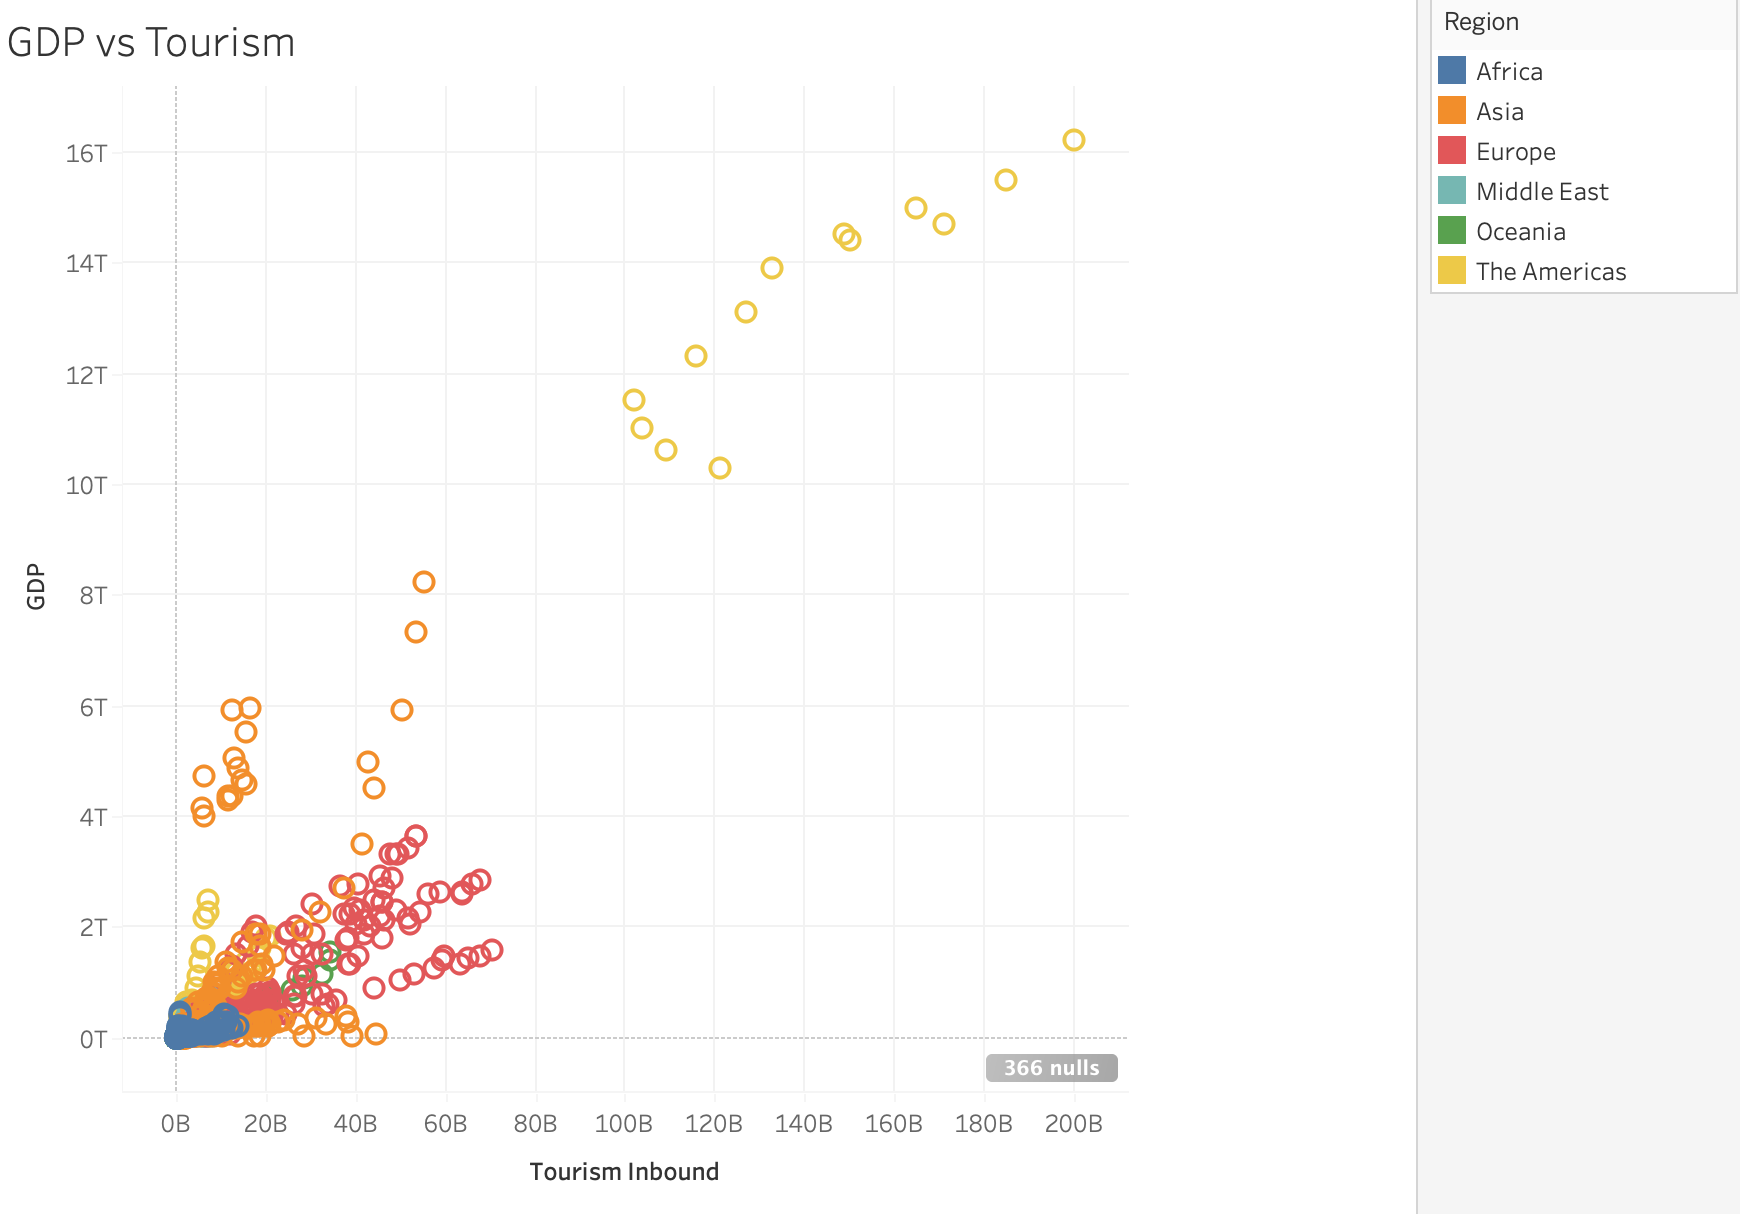 GDP vs Tourism
Region
Africa
Asia
Europe
Middle East
Oceania
The Americas
16T
14T
12T
10T
8T
6T
4T
2T
0T
GDP
366 nulls
0B 20B 40B 60B 80B 100B 120B 140B 160B 180B 200B
Tourism Inbound